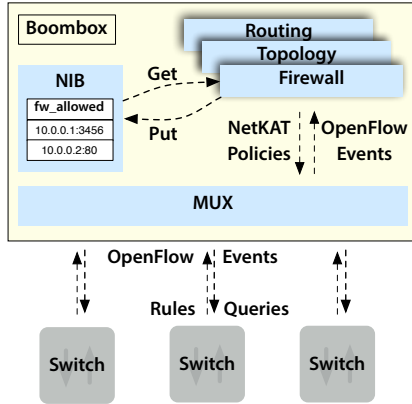 Boombox
Routing
Topology
Firewall
NIB
fw_allowed
10.0.0.1:3456
10.0.0.2:80
Get
Put
NetKAT
Policies
OpenFlow
Events
MUX
OpenFlow Events
Rules Queries
Switch
Switch
Switch